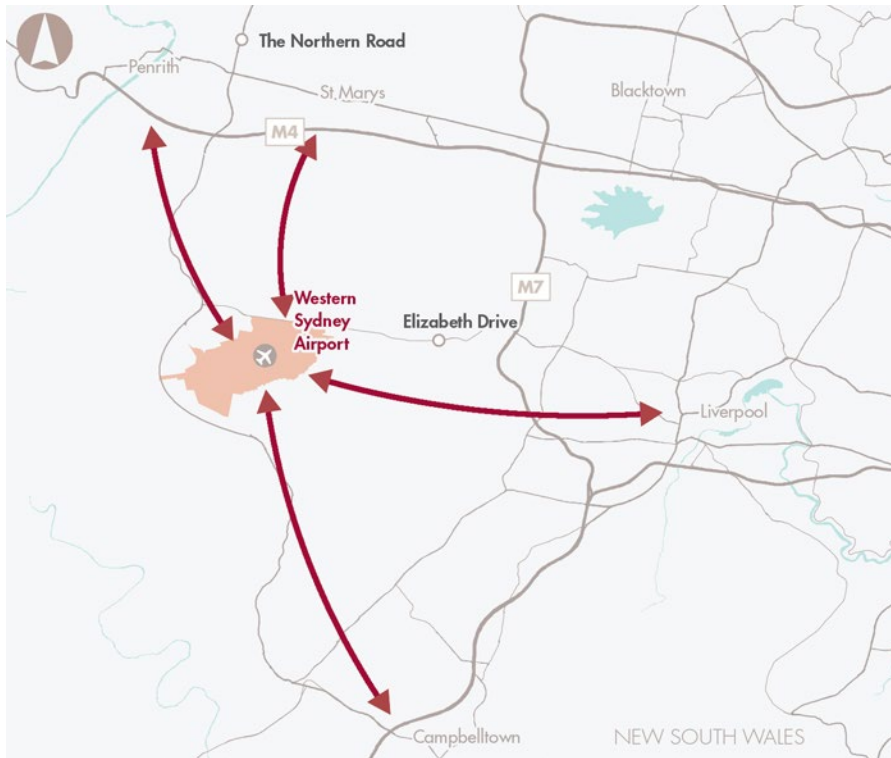 The Northern Road
Penrith
St Marys
Blacktown
M4
M7
Western
Sydney
Airport
Elizabeth Drive
Liverpool
Campbelltown
NEW SOUTH WALES